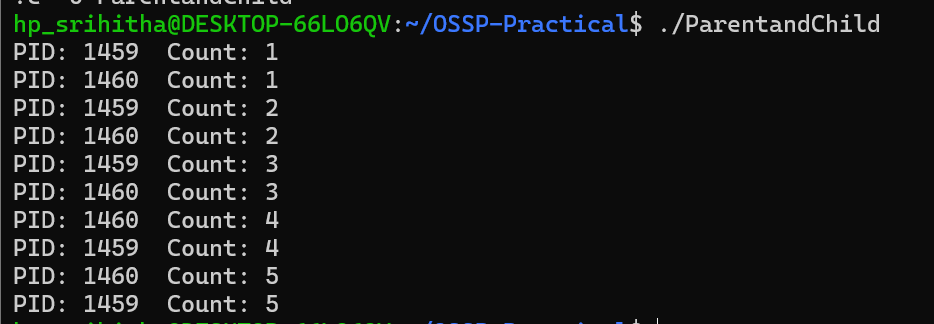 hp_srihitha@DESKTOP-66LO6QV:~/OSSP-Practical$ ./ParentandChild
PID: 1459  Count: 1
PID: 1460  Count: 1
PID: 1459  Count: 2
PID: 1460  Count: 2
PID: 1459  Count: 3
PID: 1460  Count: 3
PID: 1460  Count: 4
PID: 1459  Count: 4
PID: 1460  Count: 5
PID: 1459  Count: 5